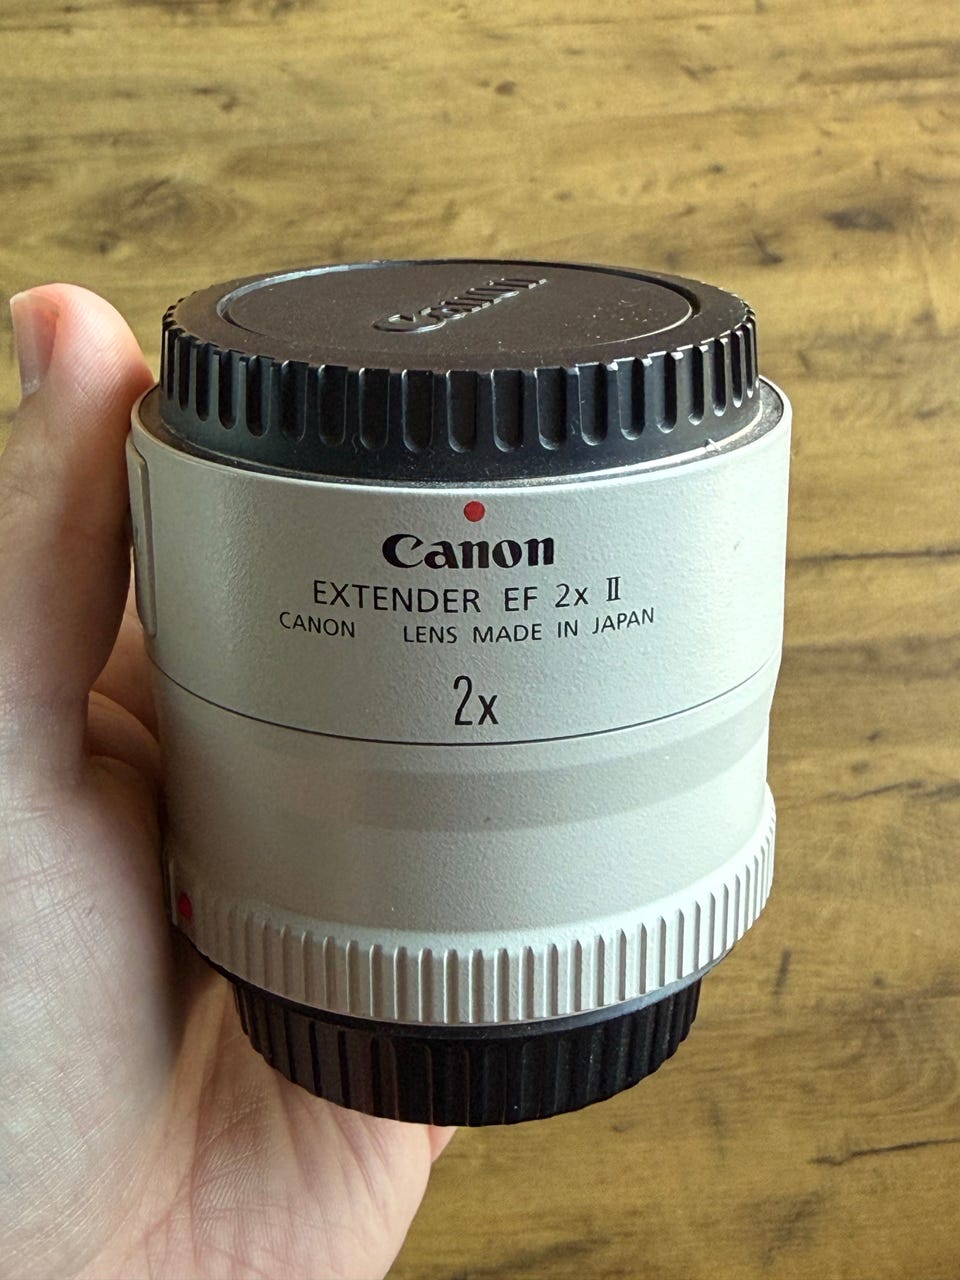 Canon
Canon
EXTENDER EF 2x II
CANON LENS MADE IN JAPAN
2x